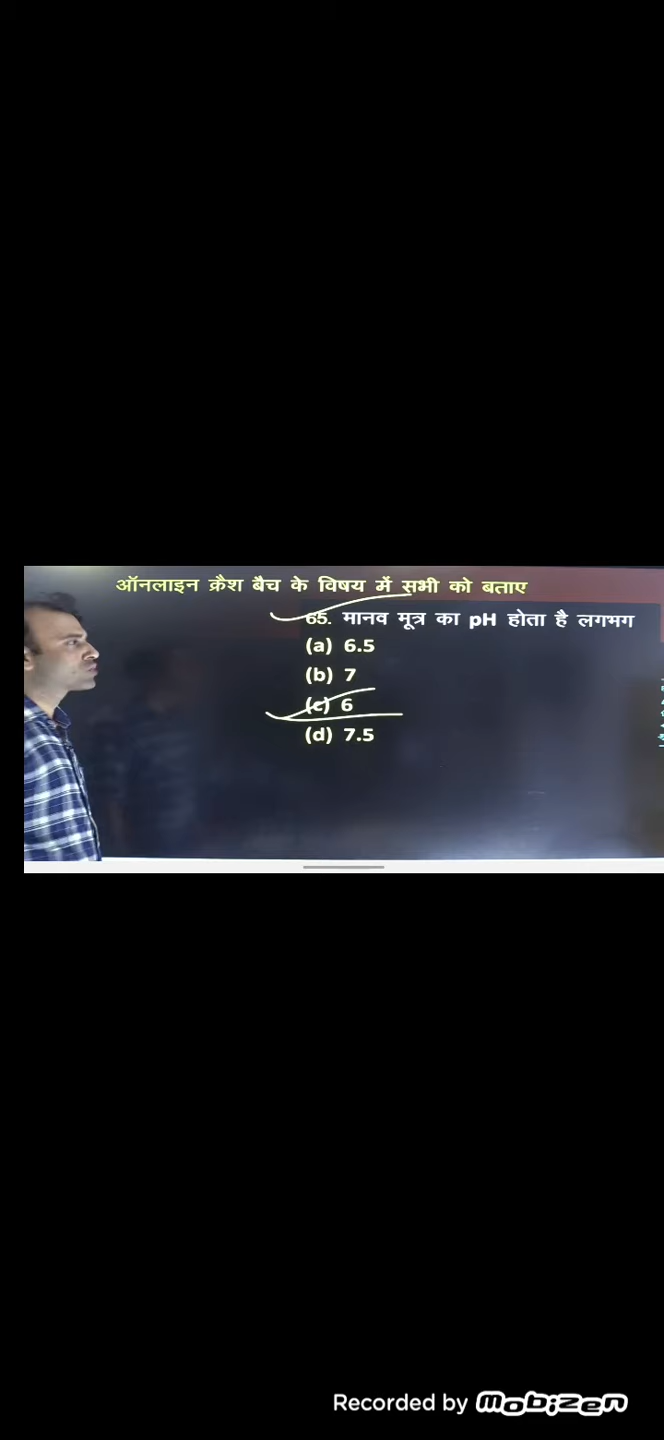 ऑनलाइन क्रैश बैच के विषय में सभी को बताए
65. मानव मूत्र का pH होता है लगभग
(a) 6.5
(b) 7
(c) 6
(d) 7.5
Recorded by mobizen